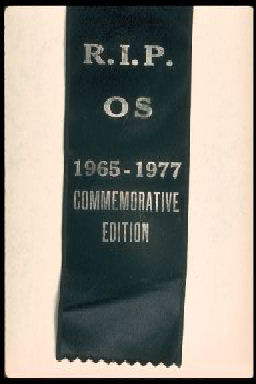 R.I.P.
OS
1965-1977
COMMEMORATIVE
EDITION